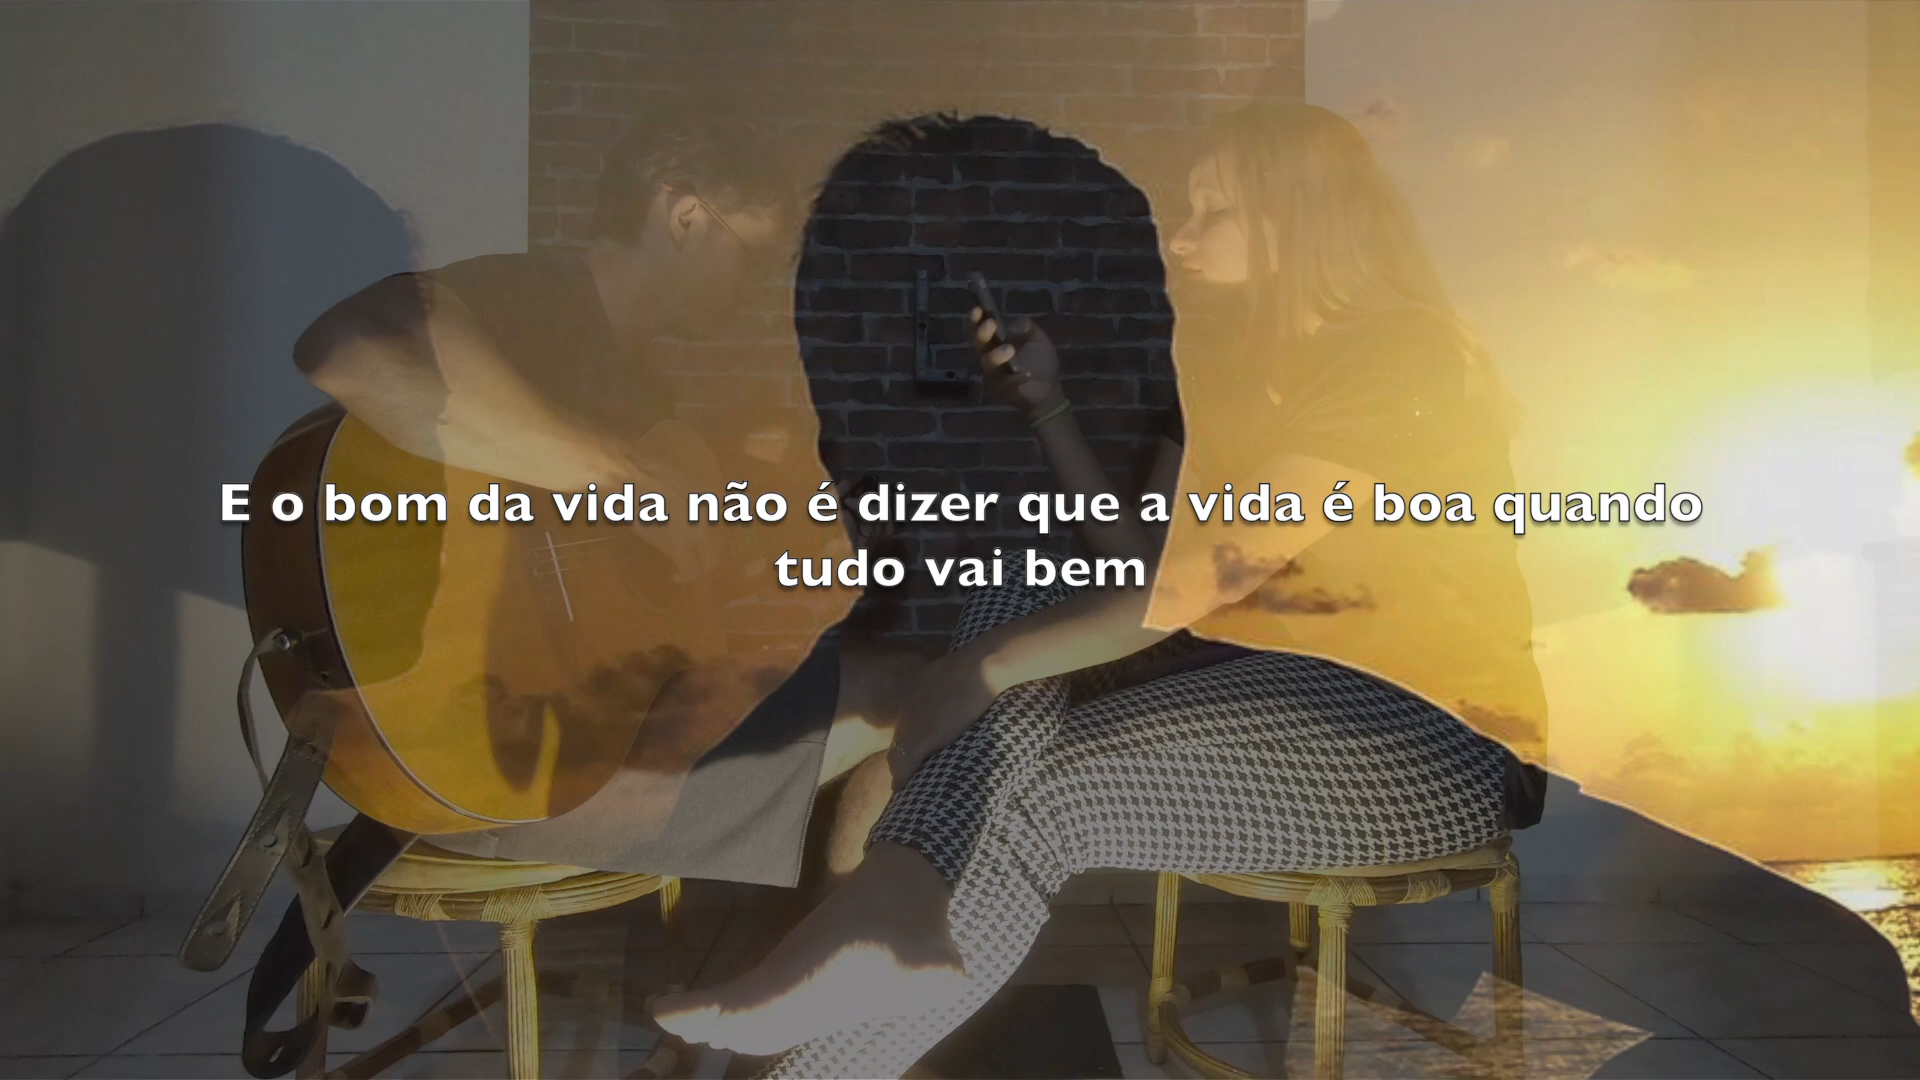 E o bom da vida não é dizer que a vida é boa quando
tudo vai bem